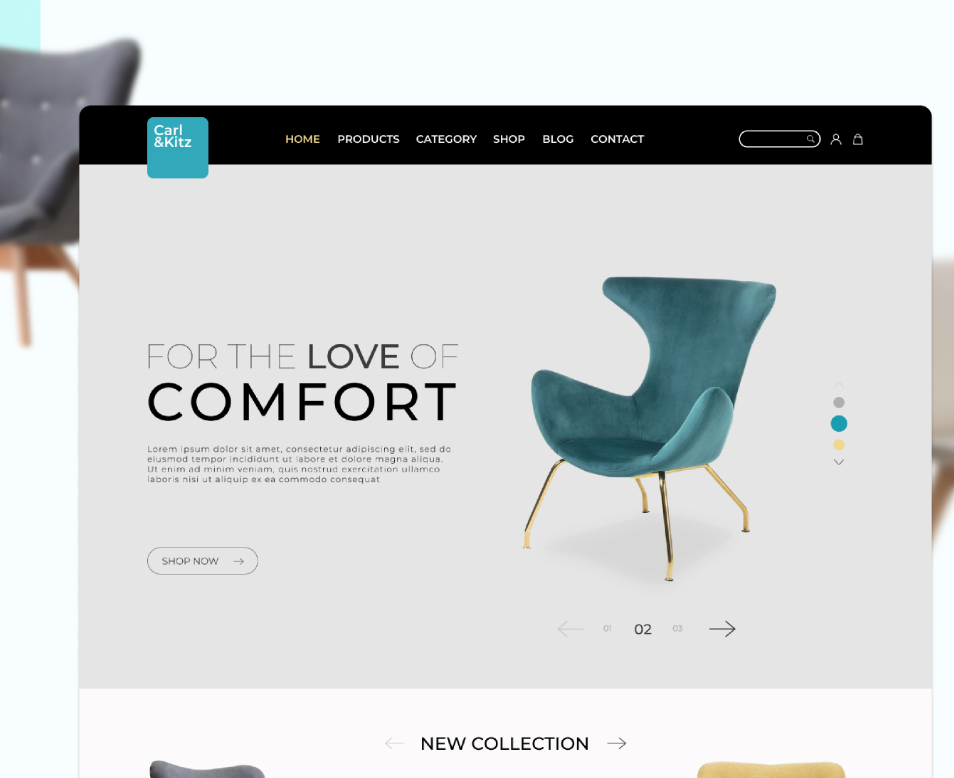 Carl
&Kitz
HOME PRODUCTS CATEGORY SHOP BLOG CONTACT
FOR THE LOVE OF
COMFORT
Lorem ipsum dolor sit amet, consectetur adipiscing elit, sed do
eiusmod tempor incididunt ut labore et dolore magna aliqua.
Ut enim ad minim veniam, quis nostrud exercitation ullamco
laboris nisi ut aliquip ex ea commodo consequat
SHOP NOW
01 02 03
NEW COLLECTION